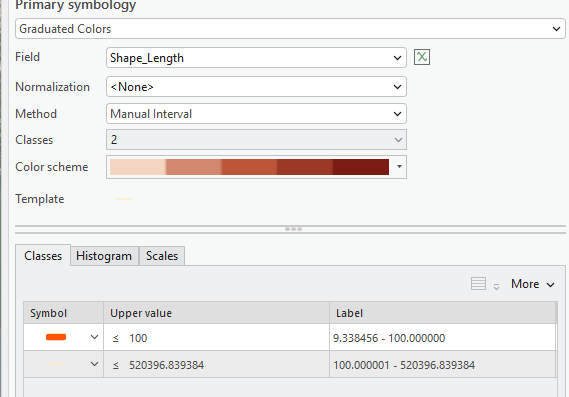 Primary symbology
Graduated Colors
Field Shape_Length
Normalization <None>
Method Manual Interval
Classes 2
Color scheme
Template
Classes Histogram Scales
More
Symbol Upper value Label
≤ 100 9.338456 - 100.000000
≤ 520396.839384 100.000001 - 520396.839384